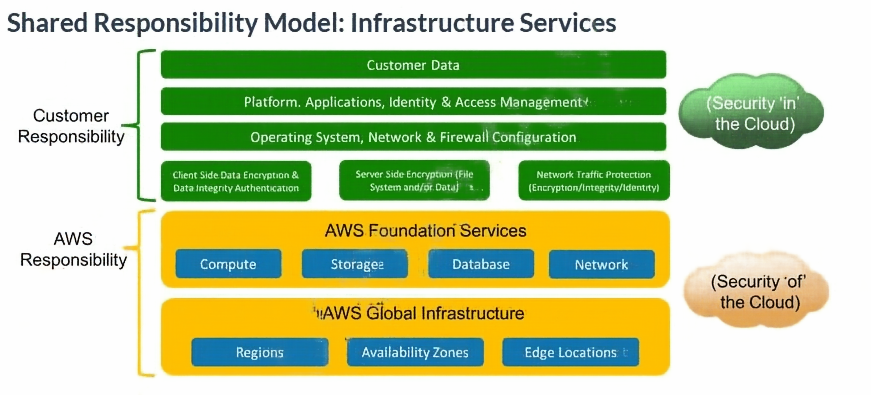 Shared Responsibility Model: Infrastructure Services
Customer
Responsibility
Customer Data
Platform. Applications, Identity & Access Management
Operating System, Network & Firewall Configuration
Client Side Data Encryption &
Data Integrity Authentication
Server Side Encryption (File
System and/or Data)
Network Traffic Protection
(Encryption/Integrity/Identity)
(Security 'in'
the Cloud)
AWS
Responsibility
AWS Foundation Services
Compute
Storage
Database
Network
AWS Global Infrastructure
Regions
Availability Zones
Edge Locations
(Security 'of'
the Cloud)